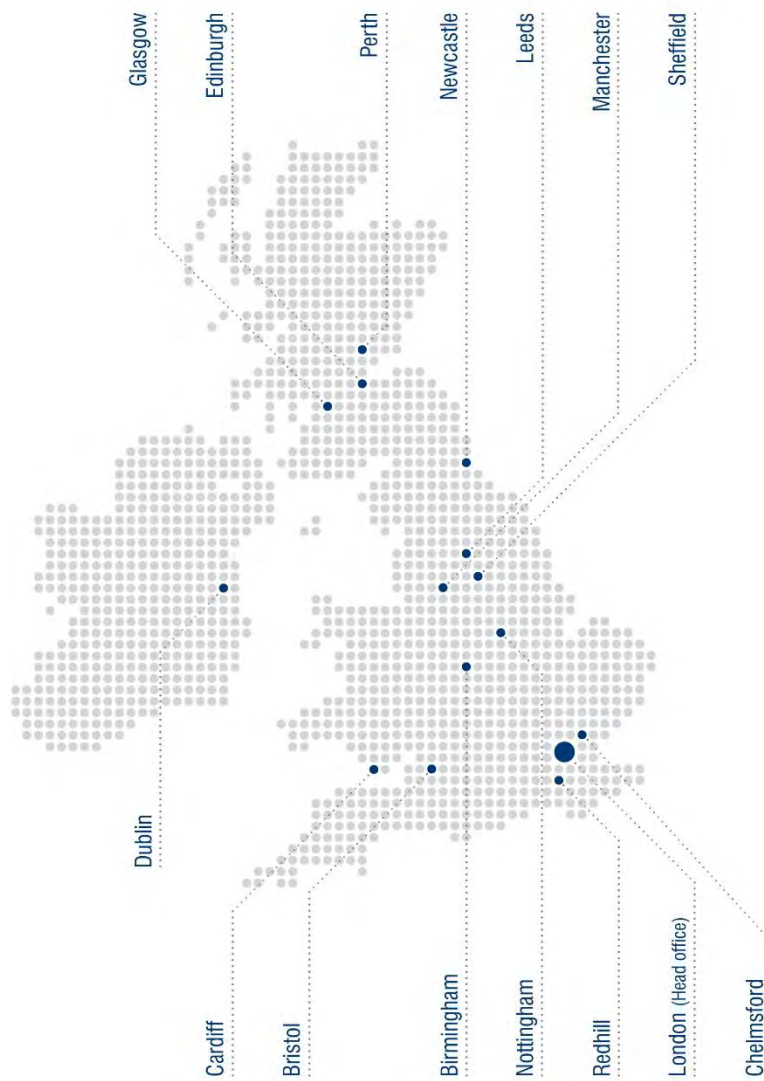 Glasgow
Edinburgh
Perth
Newcastle
Leeds
Manchester
Sheffield
Dublin
Cardiff
Bristol
Birmingham
Nottingham
Redhill
London (Head office)
Chelmsford